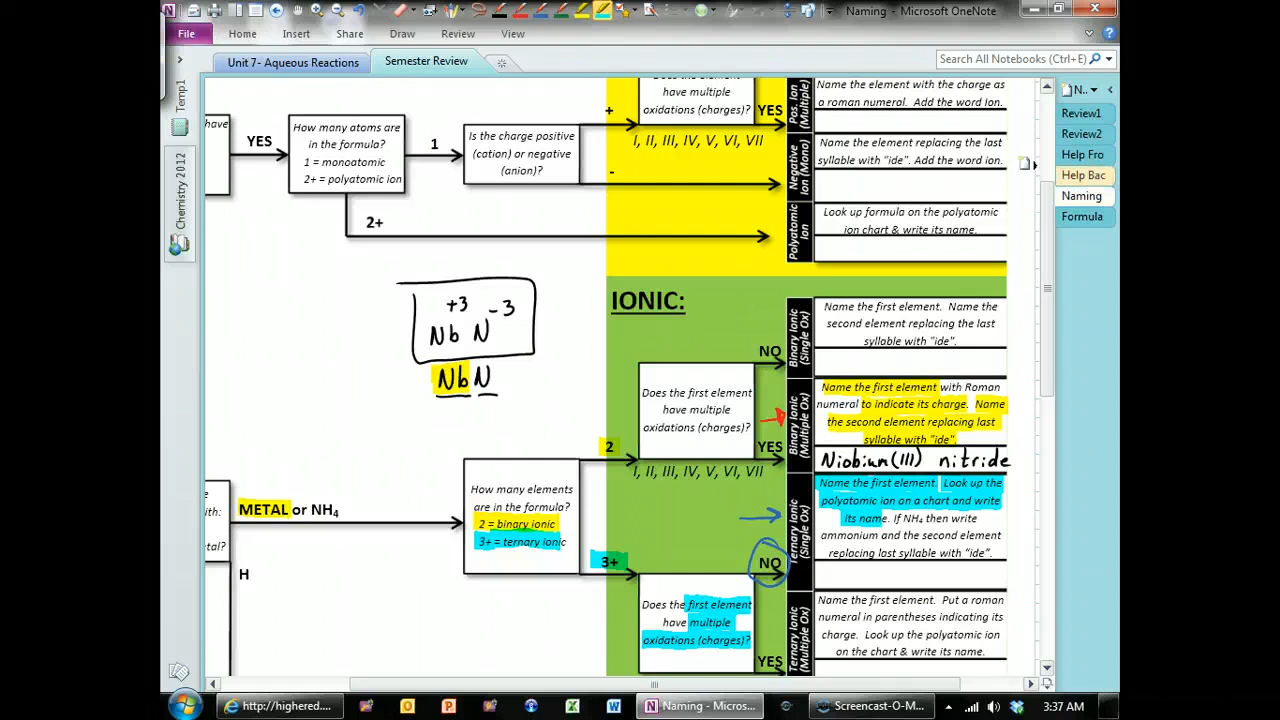 Naming - Microsoft OneNote
File Home Insert Share Draw Review View
Unit 7- Aqueous Reactions Semester Review
Search All Notebooks (Ctrl+E)
Temp1
Chemistry 2012
N..
Review1
Review2
Help Fro
Help Bac
Naming
Formula
have
YES
How many atoms are
in the formula?
1 = monoatomic
2+ = polyatomic ion
1
2+
Is the charge positive
(cation) or negative
(anion)?
+
-
Does the first element
have multiple
oxidations (charges)?
YES
I, II, III, IV, V, VI, VII
Pos. Ion
(Multiple)
Name the element with the charge as
a roman numeral. Add the word Ion.
Negative
Ion (Mono)
Name the element replacing the last
syllable with "ide". Add the word ion.
Polyatomic
Ion
Look up formula on the polyatomic
ion chart & write its name.
+3 -3
Nb N
NbN
IONIC:
Does the first element
have multiple
oxidations (charges)?
NO
YES
I, II, III, IV, V, VI, VII
Binary Ionic
(Single Ox)
Name the first element. Name the
second element replacing the last
syllable with "ide".
Binary Ionic
(Multiple Ox)
Name the first element with Roman
numeral to indicate its charge. Name
the second element replacing last
syllable with "ide".
Niobium(III) nitride
with:
etal?
METAL or NH₄
H
How many elements
are in the formula?
2 = binary ionic
3+ = ternary ionic
2
3+
Does the first element
have multiple
oxidations (charges)?
NO
YES
Ternary Ionic
(Single Ox)
Name the first element. Look up the
polyatomic ion on a chart and write
its name. If NH₄ then write
ammonium and the second element
replacing last syllable with "ide".
Ternary Ionic
(Multiple Ox)
Name the first element. Put a roman
numeral in parentheses indicating its
charge. Look up the polyatomic ion
on the chart & write its name.
http://highered....
Naming - Micros...
Screencast-O-M...
3:37 AM